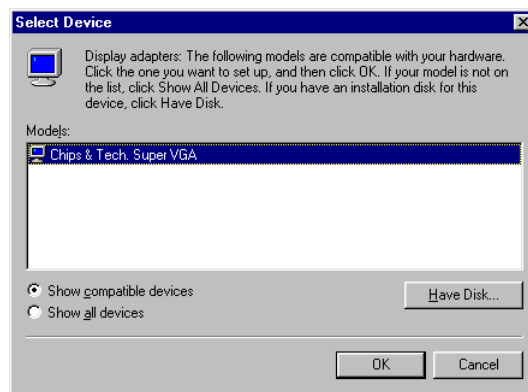 Select Device
Display adapters: The following models are compatible with your hardware.
Click the one you want to set up, and then click OK. If your model is not on
the list, click Show All Devices. If you have an installation disk for this
device, click Have Disk.
Models:
Chips & Tech. Super VGA
Show compatible devices
Show all devices
Have Disk...
OK
Cancel